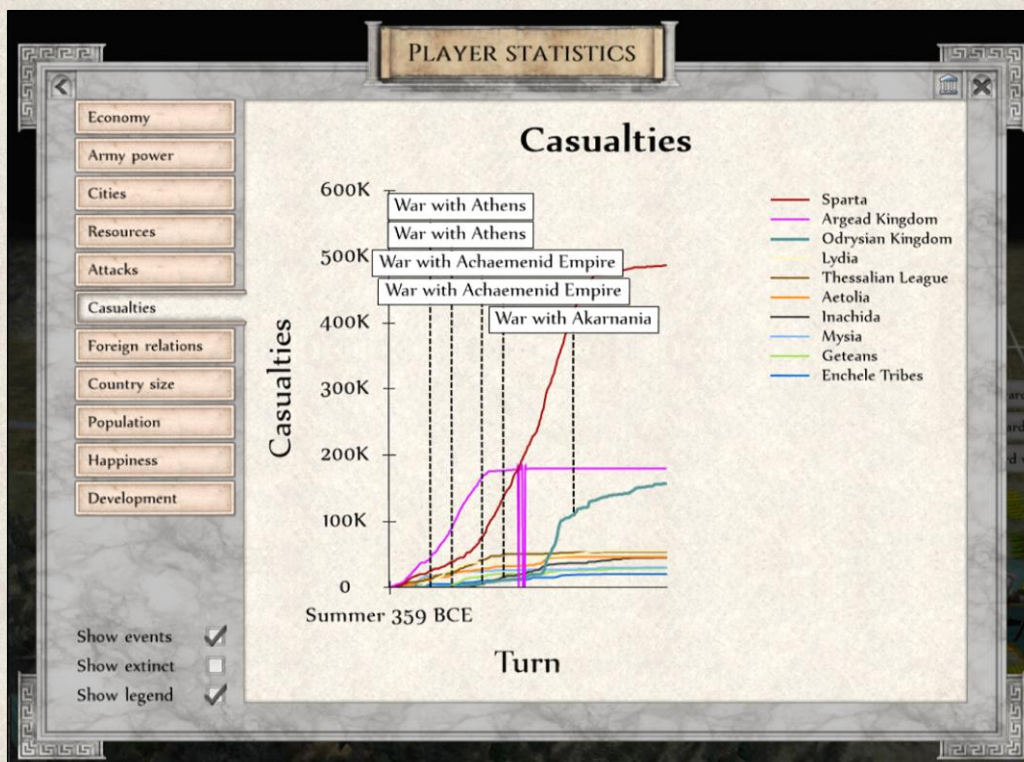 PLAYER STATISTICS
Economy
Army power
Cities
Resources
Attacks
Casualties
Foreign relations
Country size
Population
Happiness
Development
Show events
Show extinct
Show legend
Casualties
Casualties
600K
500K
400K
300K
200K
100K
0
War with Athens
War with Athens
War with Achaemenid Empire
War with Achaemenid Empire
War with Akarnania
Summer 359 BCE
Turn
Sparta
Argead Kingdom
Odrysian Kingdom
Lydia
Thessalian League
Aetolia
Inachida
Mysia
Geteans
Enchele Tribes